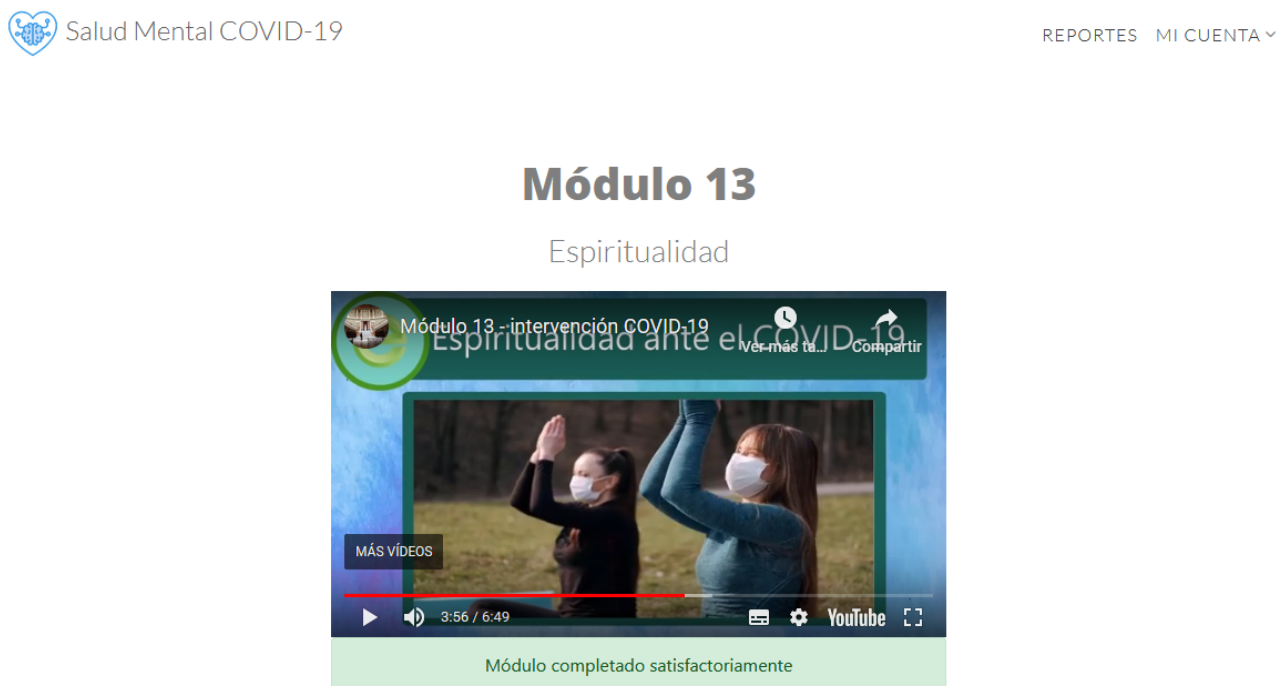 Salud Mental COVID-19
REPORTES MI CUENTA
Módulo 13
Espiritualidad
Módulo 13 - intervención COVID-19
Espiritualidad ante el COVID-19
Ver más ta... Compartir
MÁS VÍDEOS
3:56 / 6:49
YouTube
Módulo completado satisfactoriamente